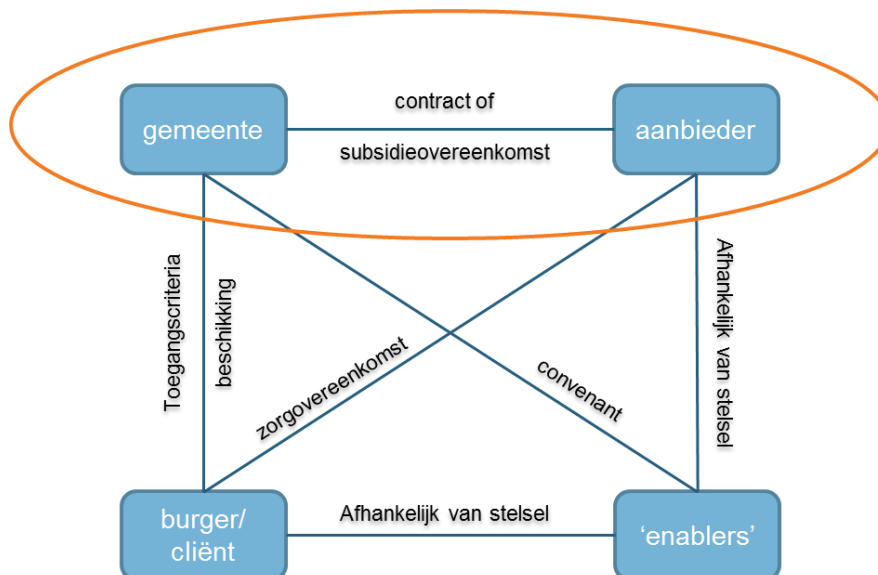 contract of
gemeente
aanbieder
subsidieovereenkomst
Toegangscriteria
beschikking
zorgovereenkomst
convenant
Afhankelijk van stelsel
burger/
cliënt
Afhankelijk van stelsel
‘enablers’